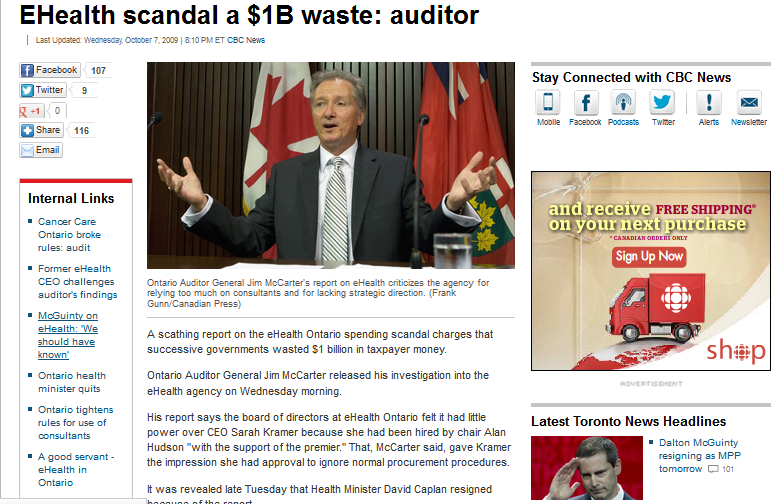 EHealth scandal a $1B waste: auditor
Last Updated: Wednesday, October 7, 2009 | 8:10 PM ET CBC News
Facebook 107
Twitter 9
+1 0
Share 116
Email
Internal Links
Cancer Care
Ontario broke
rules: audit
Former eHealth
CEO challenges
auditor's findings
McGuinty on
eHealth: 'We
should have
known'
Ontario health
minister quits
Ontario tightens
rules for use of
consultants
A good servant -
eHealth in
Ontario
Ontario Auditor General Jim McCarter's report on eHealth criticizes the agency for
relying too much on consultants and for lacking strategic direction. (Frank
Gunn/Canadian Press)
A scathing report on the eHealth Ontario spending scandal charges that
successive governments wasted $1 billion in taxpayer money.
Ontario Auditor General Jim McCarter released his investigation into the
eHealth agency on Wednesday morning.
His report says the board of directors at eHealth Ontario felt it had little
power over CEO Sarah Kramer because she had been hired by chair Alan
Hudson "with the support of the premier." That, McCarter said, gave Kramer
the impression she had approval to ignore normal procurement procedures.
It was revealed late Tuesday that Health Minister David Caplan resigned
because of the report.
Stay Connected with CBC News
Mobile Facebook Podcasts Twitter Alerts Newsletter
and receive FREE SHIPPING*
on your next purchase
* CANADIAN ORDERS ONLY
Sign Up Now
shop
ADVERTISEMENT
Latest Toronto News Headlines
Dalton McGuinty
resigning as MPP
tomorrow 101